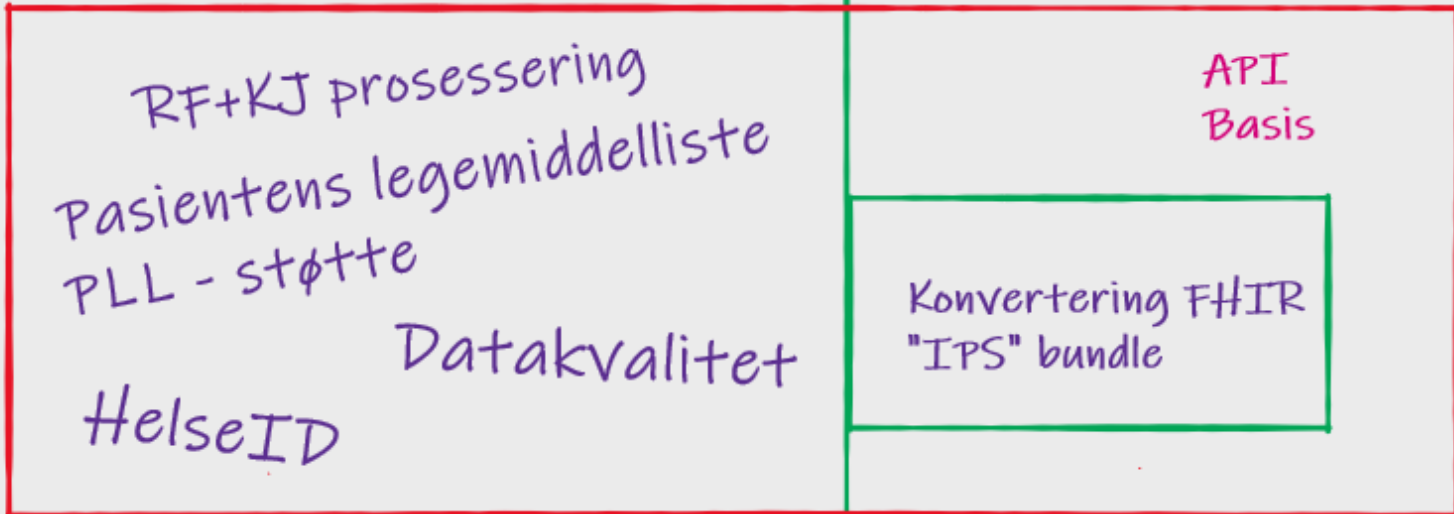 RF+KJ prosessering
Pasientens legemiddelliste
PLL - støtte
Datakvalitet
HelseID
API
Basis
Konvertering FHIR
"IPS" bundle